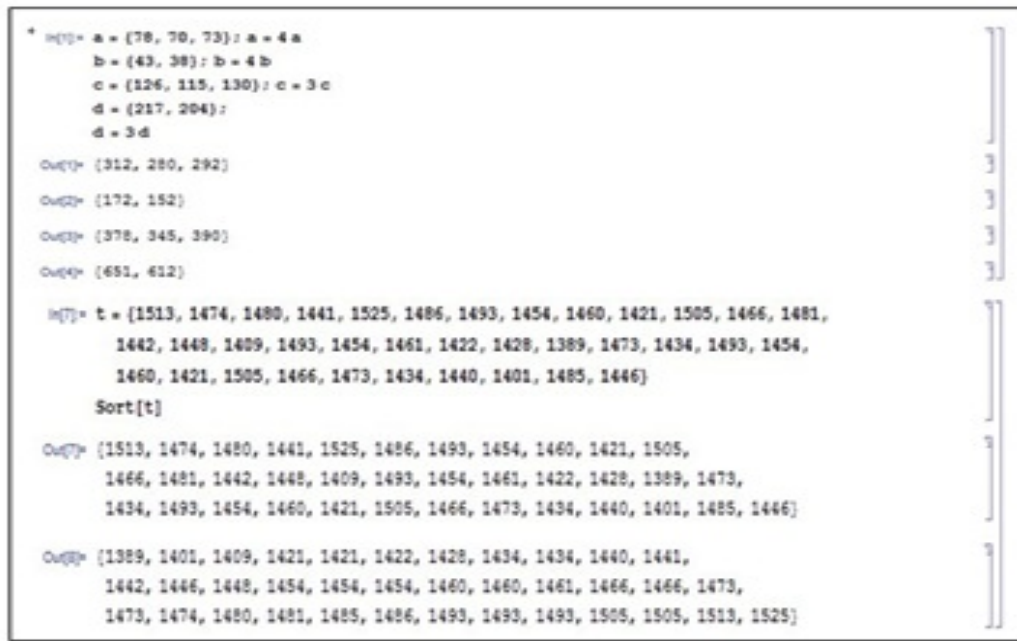 In[1]:= a = {78, 70, 73}; a = 4 a
b = {43, 38}; b = 4 b
c = {126, 115, 130}; c = 3 c
d = {217, 204};
d = 3 d
Out[1]= {312, 280, 292}
Out[2]= {172, 152}
Out[3]= {378, 345, 390}
Out[4]= {651, 612}
In[7]:= t = {1513, 1474, 1480, 1441, 1525, 1486, 1493, 1454, 1460, 1421, 1505, 1466, 1481,
1442, 1448, 1409, 1493, 1454, 1461, 1422, 1428, 1389, 1473, 1434, 1493, 1454,
1460, 1421, 1505, 1466, 1473, 1434, 1440, 1401, 1485, 1446}
Sort[t]
Out[7]= {1513, 1474, 1480, 1441, 1525, 1486, 1493, 1454, 1460, 1421, 1505,
1466, 1481, 1442, 1448, 1409, 1493, 1454, 1461, 1422, 1428, 1389, 1473,
1434, 1493, 1454, 1460, 1421, 1505, 1466, 1473, 1434, 1440, 1401, 1485, 1446}
Out[8]= {1389, 1401, 1409, 1421, 1421, 1422, 1428, 1434, 1434, 1440, 1441,
1442, 1446, 1448, 1454, 1454, 1454, 1460, 1460, 1461, 1466, 1466, 1473,
1473, 1474, 1480, 1481, 1485, 1486, 1493, 1493, 1493, 1505, 1505, 1513, 1525}